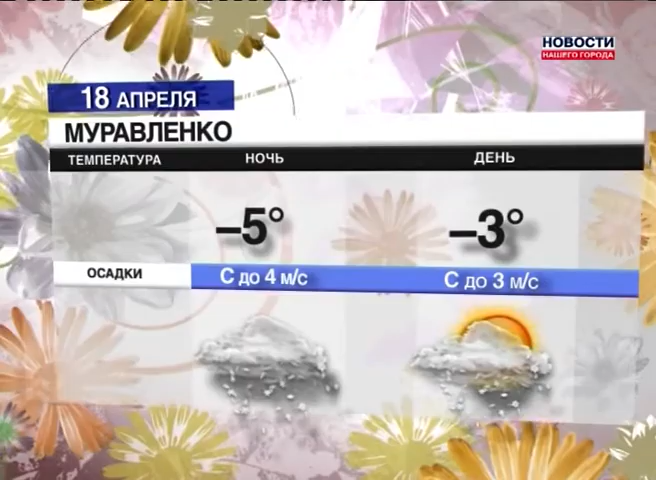 НОВОСТИ
НАШЕГО ГОРОДА
18 АПРЕЛЯ
МУРАВЛЕНКО
ТЕМПЕРАТУРА НОЧЬ ДЕНЬ
–5° –3°
ОСАДКИ С ДО 4 М/С С ДО 3 М/С